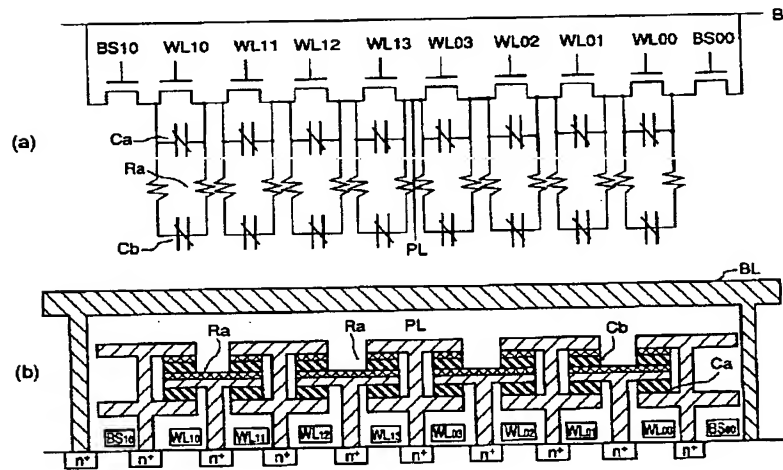 B
BS10 WL10 WL11 WL12 WL13 WL03 WL02 WL01 WL00 BS00
(a)
Ca
Ra
Cb
PL
BL
Ra Ra PL Cb
(b)
Ca
BS10 WL10 WL11 WL12 WL13 WL03 WL02 WL01 WL00 BS00
n+ n+ n+ n+ n+ n+ n+ n+ n+ n+ n+